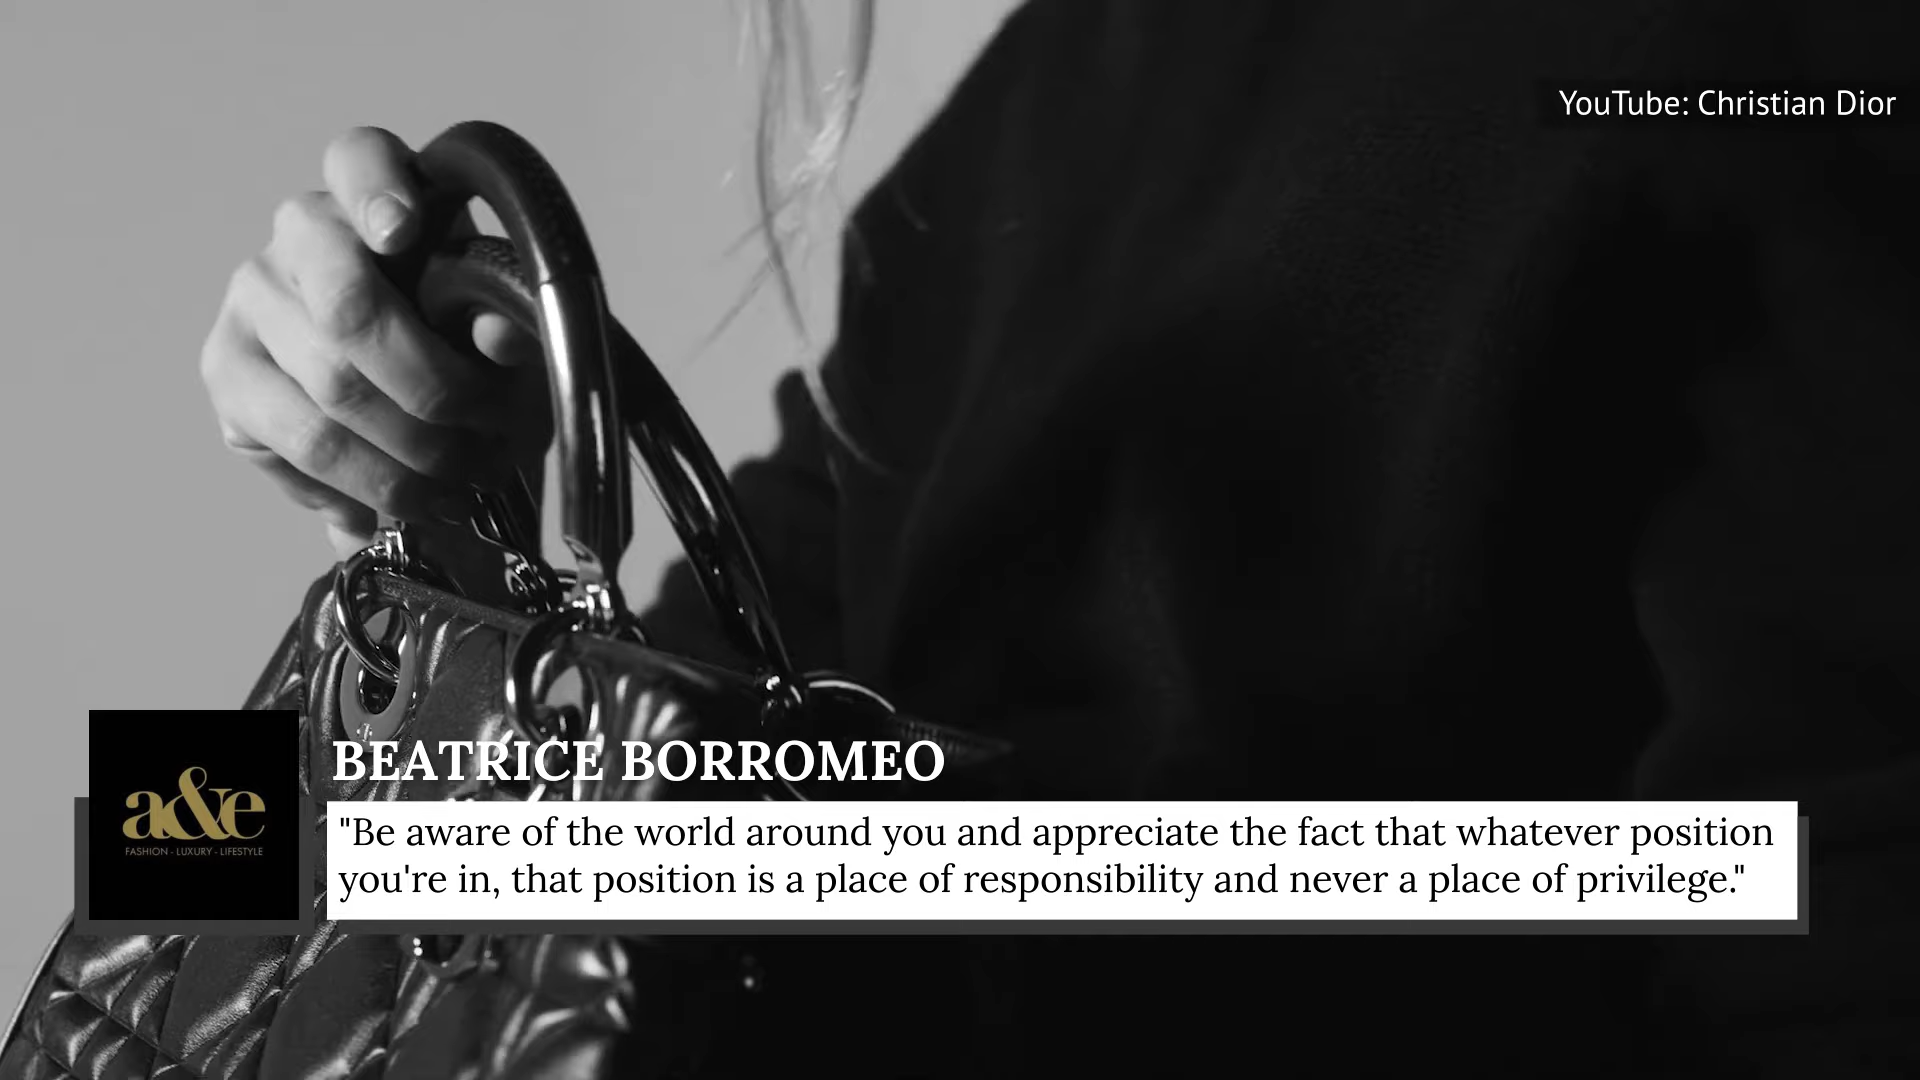 YouTube: Christian Dior
BEATRICE BORROMEO
a&e
FASHION - LUXURY - LIFESTYLE
"Be aware of the world around you and appreciate the fact that whatever position
you're in, that position is a place of responsibility and never a place of privilege."